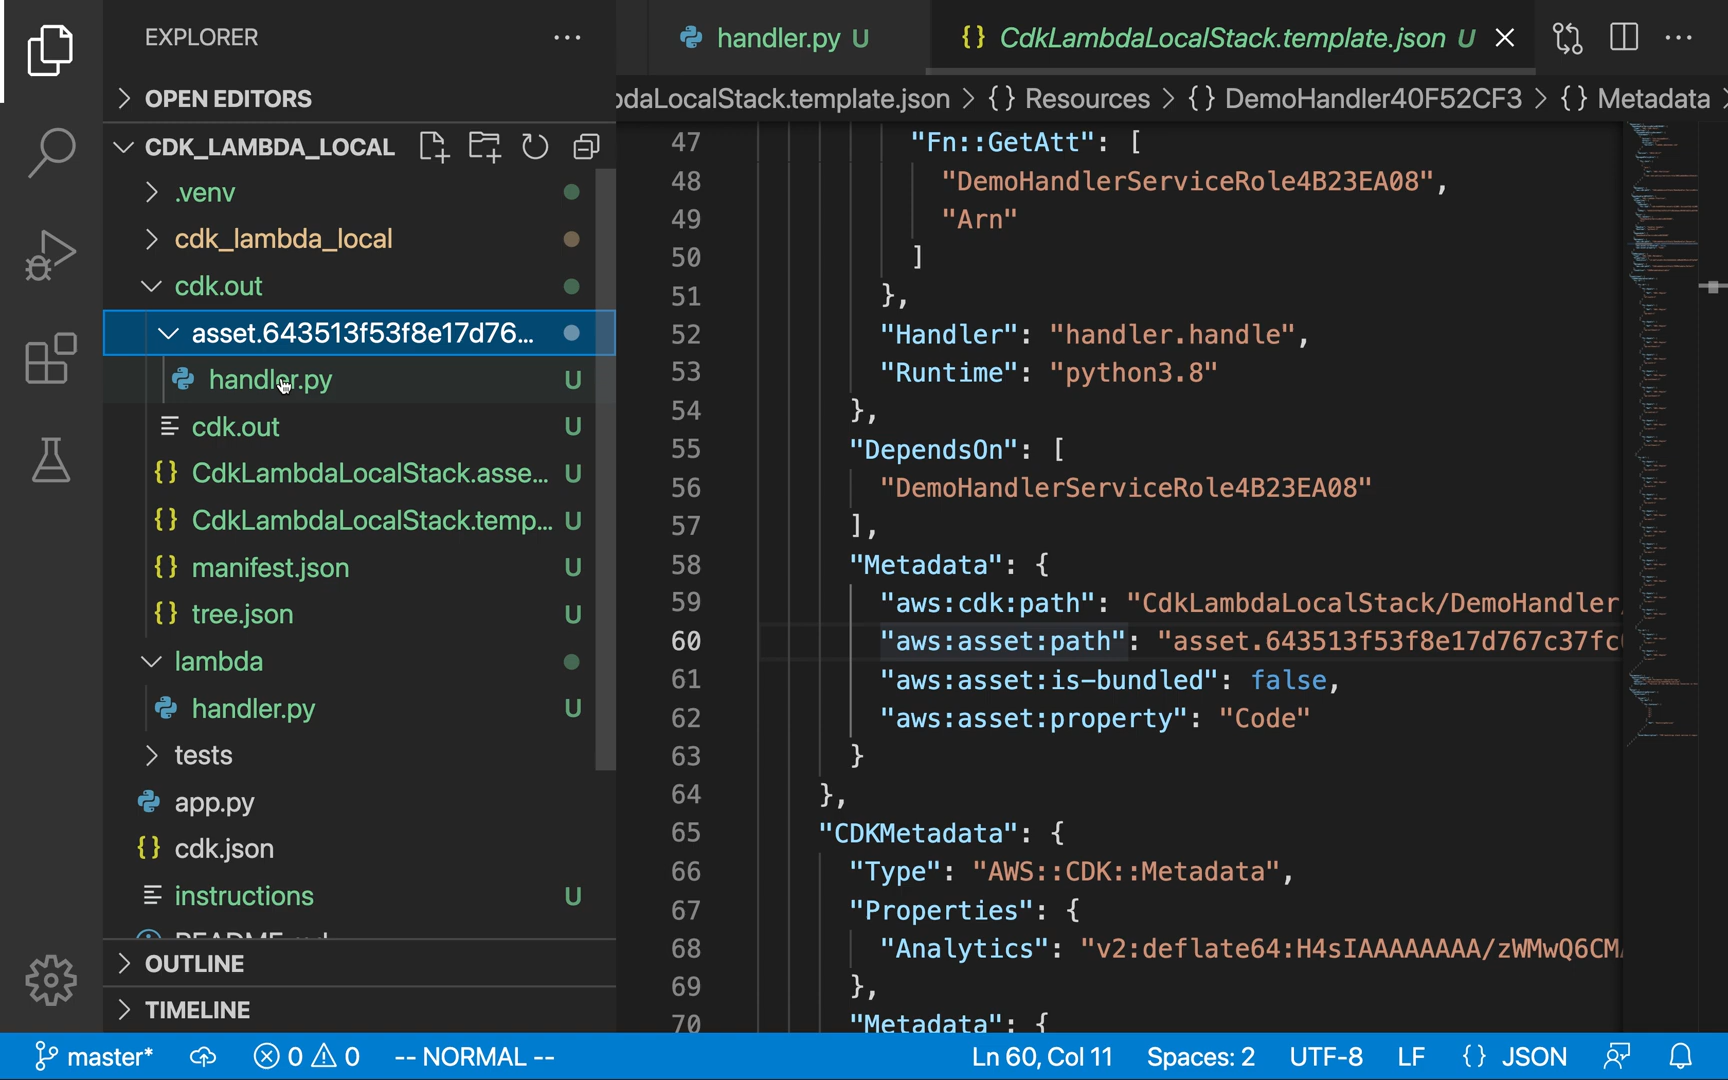 EXPLORER
OPEN EDITORS
CDK_LAMBDA_LOCAL
.venv
cdk_lambda_local
cdk.out
asset.643513f53f8e17d76...
handler.py U
cdk.out U
CdkLambdaLocalStack.asse... U
CdkLambdaLocalStack.temp... U
manifest.json U
tree.json U
lambda
handler.py U
tests
app.py
cdk.json
instructions U
OUTLINE
TIMELINE
handler.py U
CdkLambdaLocalStack.template.json U
daLocalStack.template.json > {} Resources > {} DemoHandler40F52CF3 > {} Metadata
47 "Fn::GetAtt": [
48 "DemoHandlerServiceRole4B23EA08",
49 "Arn"
50 ]
51 },
52 "Handler": "handler.handle",
53 "Runtime": "python3.8"
54 },
55 "DependsOn": [
56 "DemoHandlerServiceRole4B23EA08"
57 ],
58 "Metadata": {
59 "aws:cdk:path": "CdkLambdaLocalStack/DemoHandler
60 "aws:asset:path": "asset.643513f53f8e17d767c37fc
61 "aws:asset:is-bundled": false,
62 "aws:asset:property": "Code"
63 }
64 },
65 "CDKMetadata": {
66 "Type": "AWS::CDK::Metadata",
67 "Properties": {
68 "Analytics": "v2:deflate64:H4sIAAAAAAAA/zWMwQ6CM
69 },
70 "Metadata": {
master* 0 0 -- NORMAL -- Ln 60, Col 11 Spaces: 2 UTF-8 LF {} JSON